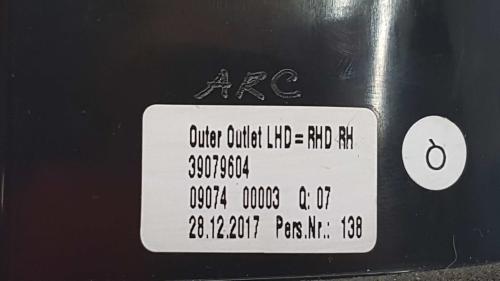 ARC
Outer Outlet LHD = RHD RH
39079604
09074 00003 Q: 07
28.12.2017 Pers.Nr.: 138